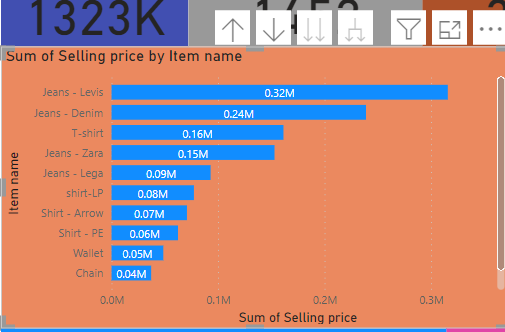 1323K
Sum of Selling price by Item name
Jeans - Levis 0.32M
Jeans - Denim 0.24M
T-shirt 0.16M
Jeans - Zara 0.15M
Jeans - Lega 0.09M
shirt-LP 0.08M
Shirt - Arrow 0.07M
Shirt - PE 0.06M
Wallet 0.05M
Chain 0.04M
Item name
0.0M 0.1M 0.2M 0.3M
Sum of Selling price